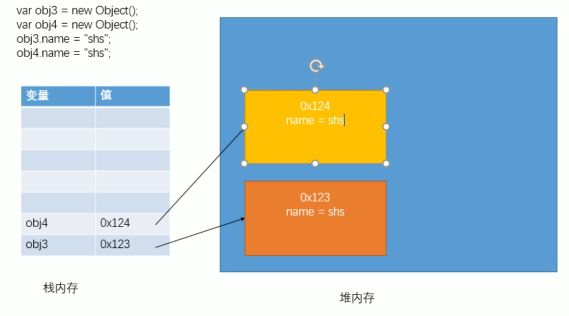 var obj3 = new Object();
var obj4 = new Object();
obj3.name = "shs";
obj4.name = "shs";
变量 值
obj4 0x124
obj3 0x123
栈内存
0x124
name = shs
0x123
name = shs
堆内存